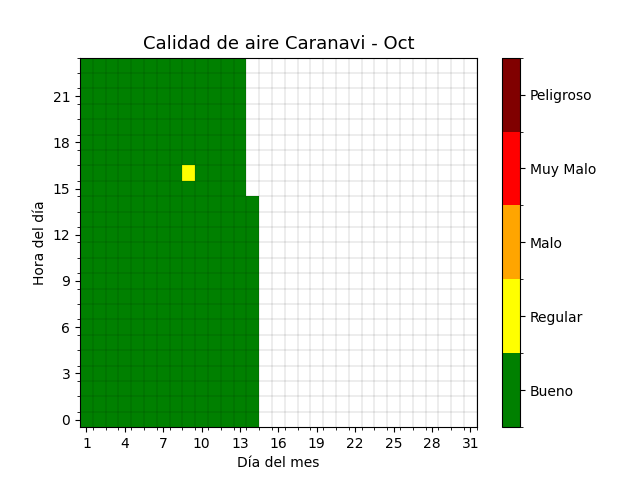 Calidad de aire Caranavi - Oct
21
18
15
12
9
6
3
0
Hora del día
1 4 7 10 13 16 19 22 25 28 31
Día del mes
Peligroso
Muy Malo
Malo
Regular
Bueno